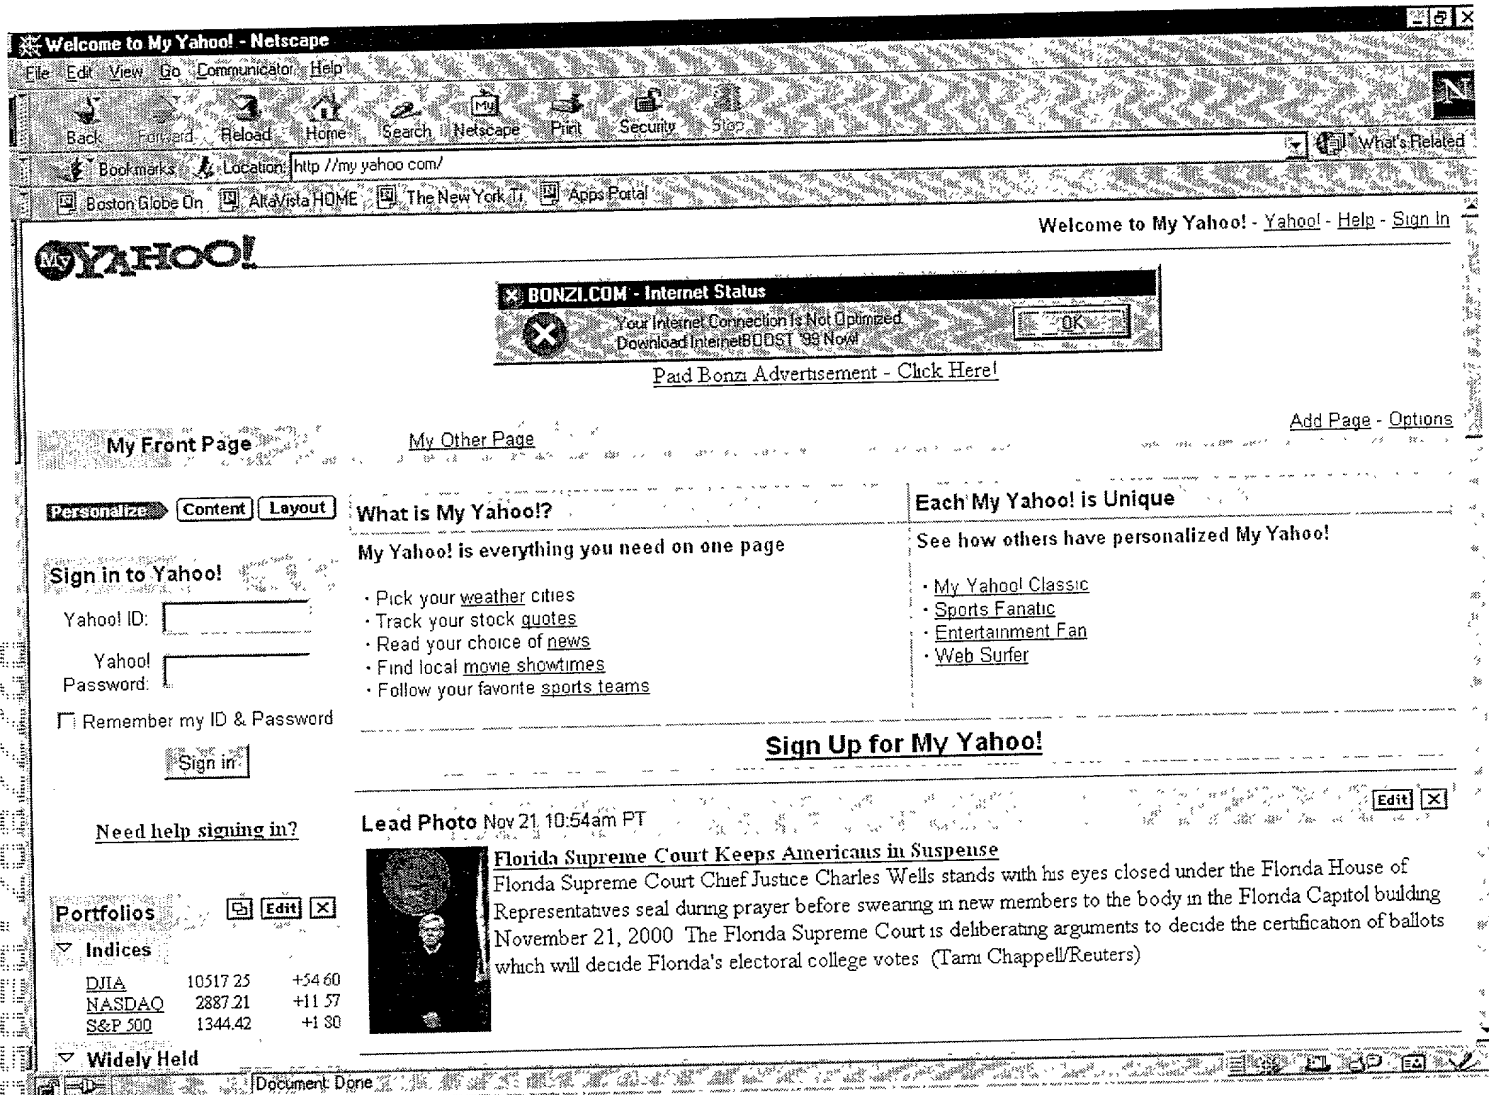 Welcome to My Yahoo! - Netscape
File Edit View Go Communicator Help
Back Forward Reload Home Search Netscape Print Security Stop
My
N
Bookmarks Location: http //my yahoo com/ What's Related
Boston Globe On AltaVista HOME The New York Ti Apps Portal
Welcome to My Yahoo! - Yahoo! - Help - Sign In
My YAHOO!
BONZI.COM - Internet Status
Your Internet Connection Is Not Optimized
Download InternetBOOST '99 Now!
OK
Paid Bonzi Advertisement - Click Here!
Add Page - Options
My Front Page My Other Page
Personalize Content Layout
What is My Yahoo!?
My Yahoo! is everything you need on one page
· Pick your weather cities
· Track your stock quotes
· Read your choice of news
· Find local movie showtimes
· Follow your favorite sports teams
Each My Yahoo! is Unique
See how others have personalized My Yahoo!
· My Yahoo! Classic
· Sports Fanatic
· Entertainment Fan
· Web Surfer
Sign in to Yahoo!
Yahoo! ID:
Yahoo!
Password:
Remember my ID & Password
Sign in
Need help signing in?
Sign Up for My Yahoo!
Lead Photo Nov 21 10:54am PT
Edit
Florida Supreme Court Keeps Americans in Suspense
Florida Supreme Court Chief Justice Charles Wells stands with his eyes closed under the Florida House of
Representatives seal during prayer before swearing in new members to the body in the Florida Capitol building
November 21, 2000 The Florida Supreme Court is deliberating arguments to decide the certification of ballots
which will decide Florida's electoral college votes (Tami Chappell/Reuters)
Portfolios Edit
Indices
DJIA 10517 25 +54 60
NASDAQ 2887.21 +11 57
S&P 500 1344.42 +1 80
Widely Held
Document: Done